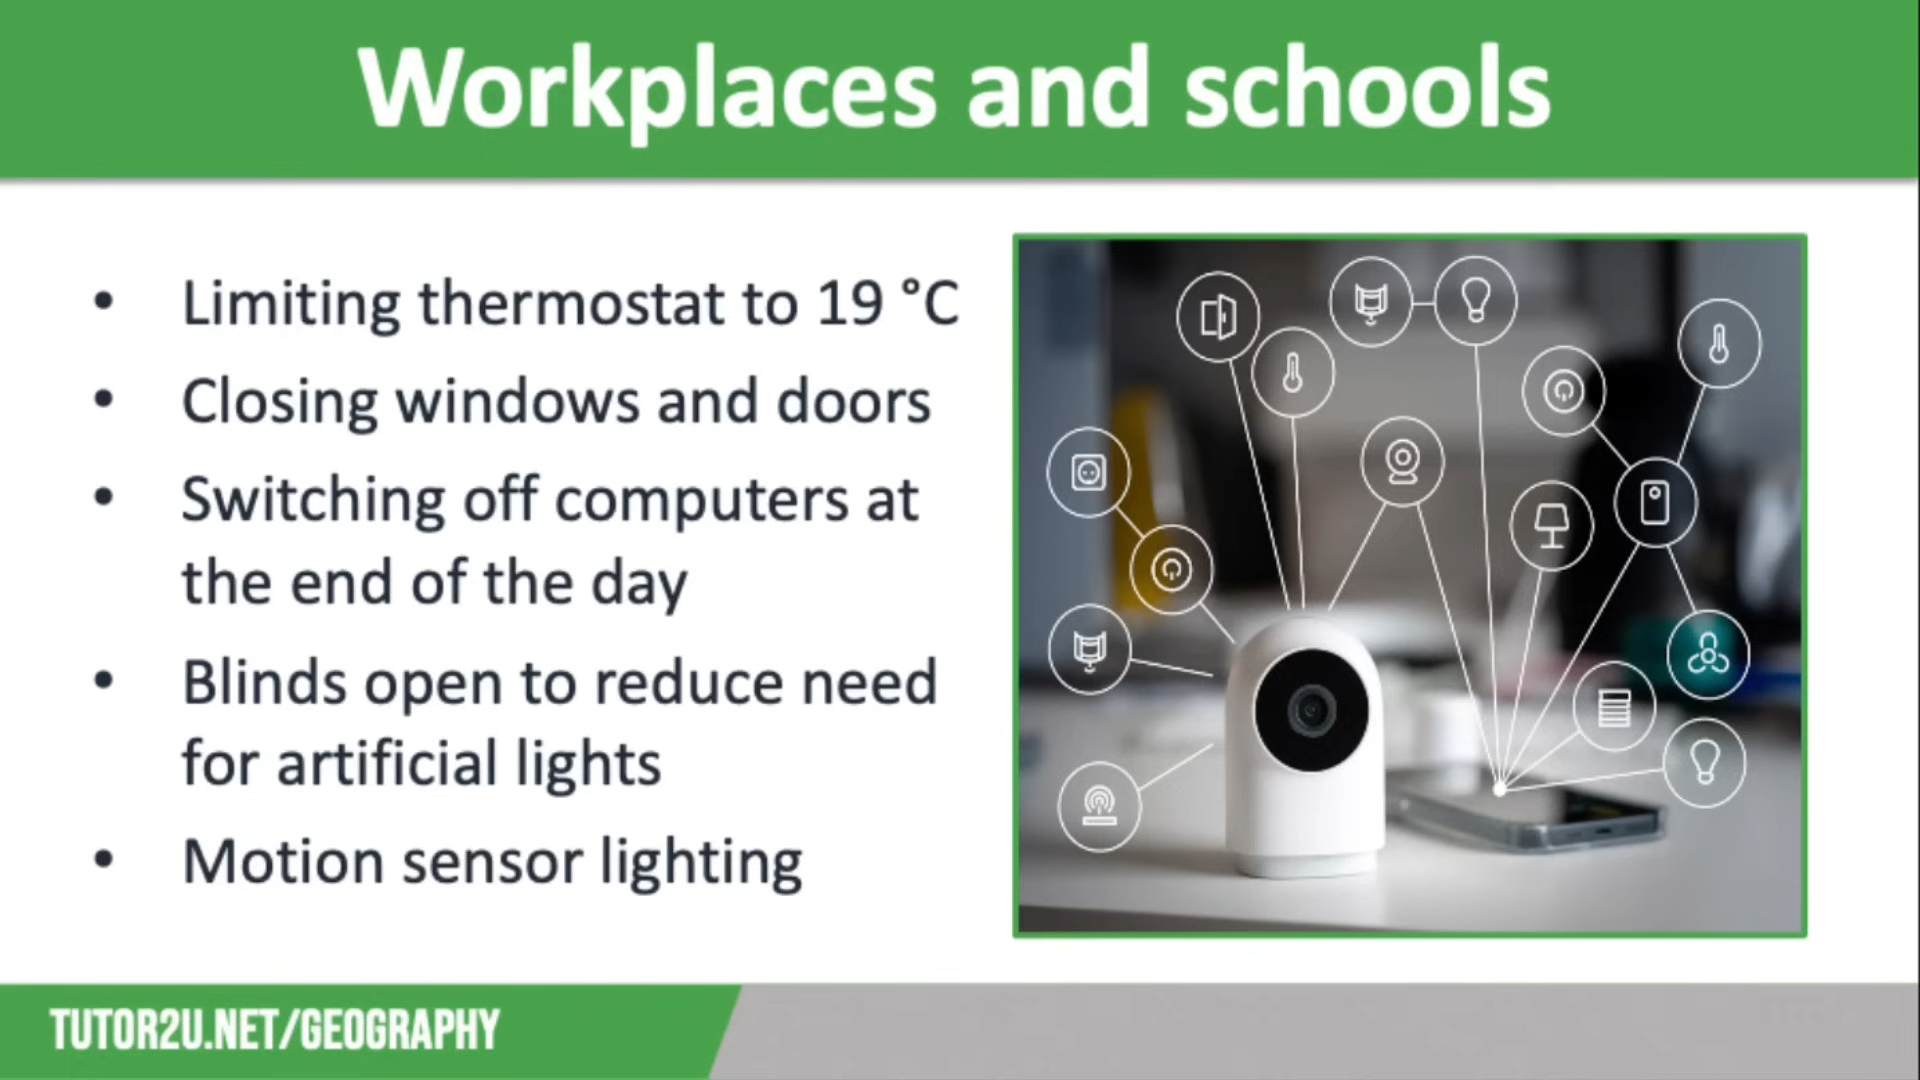 Workplaces and schools
• Limiting thermostat to 19 °C
• Closing windows and doors
• Switching off computers at
the end of the day
• Blinds open to reduce need
for artificial lights
• Motion sensor lighting
TUTOR2U.NET/GEOGRAPHY